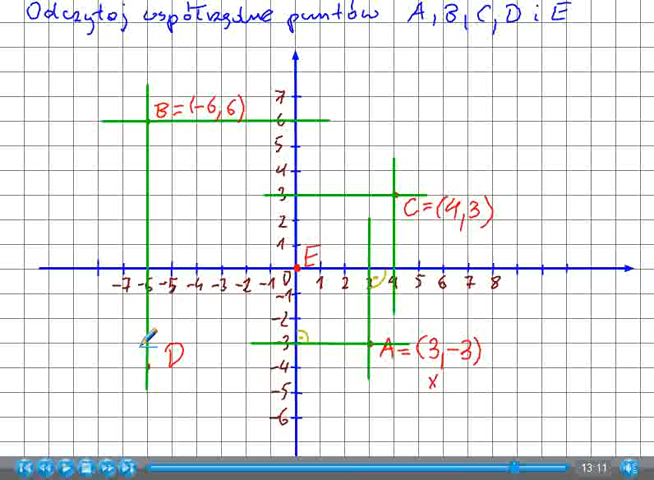 Odczytaj współrzędne puntów A, B, C, D i E
7
B=(-6,6)
6
5
4
3
C=(4,3)
2
1
E
-7 -6 -5 -4 -3 -2 -1 0 1 2 3 4 5 6 7 8
-1
-2
-3
A=(3,-3)
D
-4
x
-5
-6
13:11